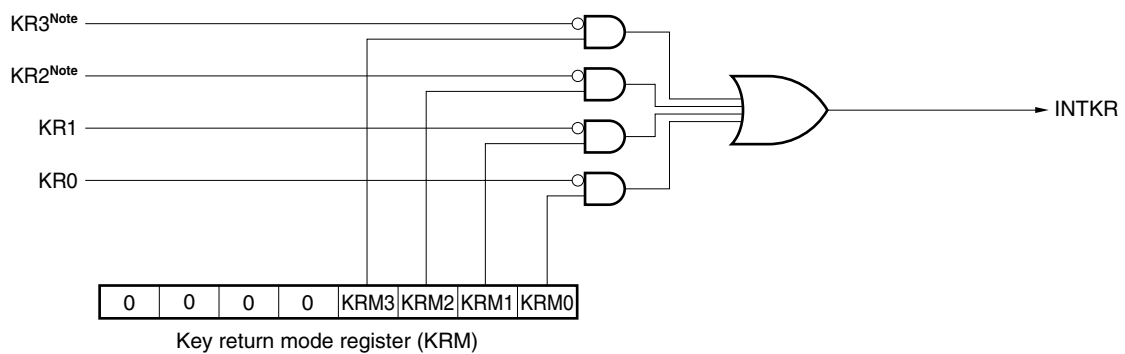 KR3Note
KR2Note
KR1
KR0
INTKR
0 0 0 0 KRM3 KRM2 KRM1 KRM0
Key return mode register (KRM)